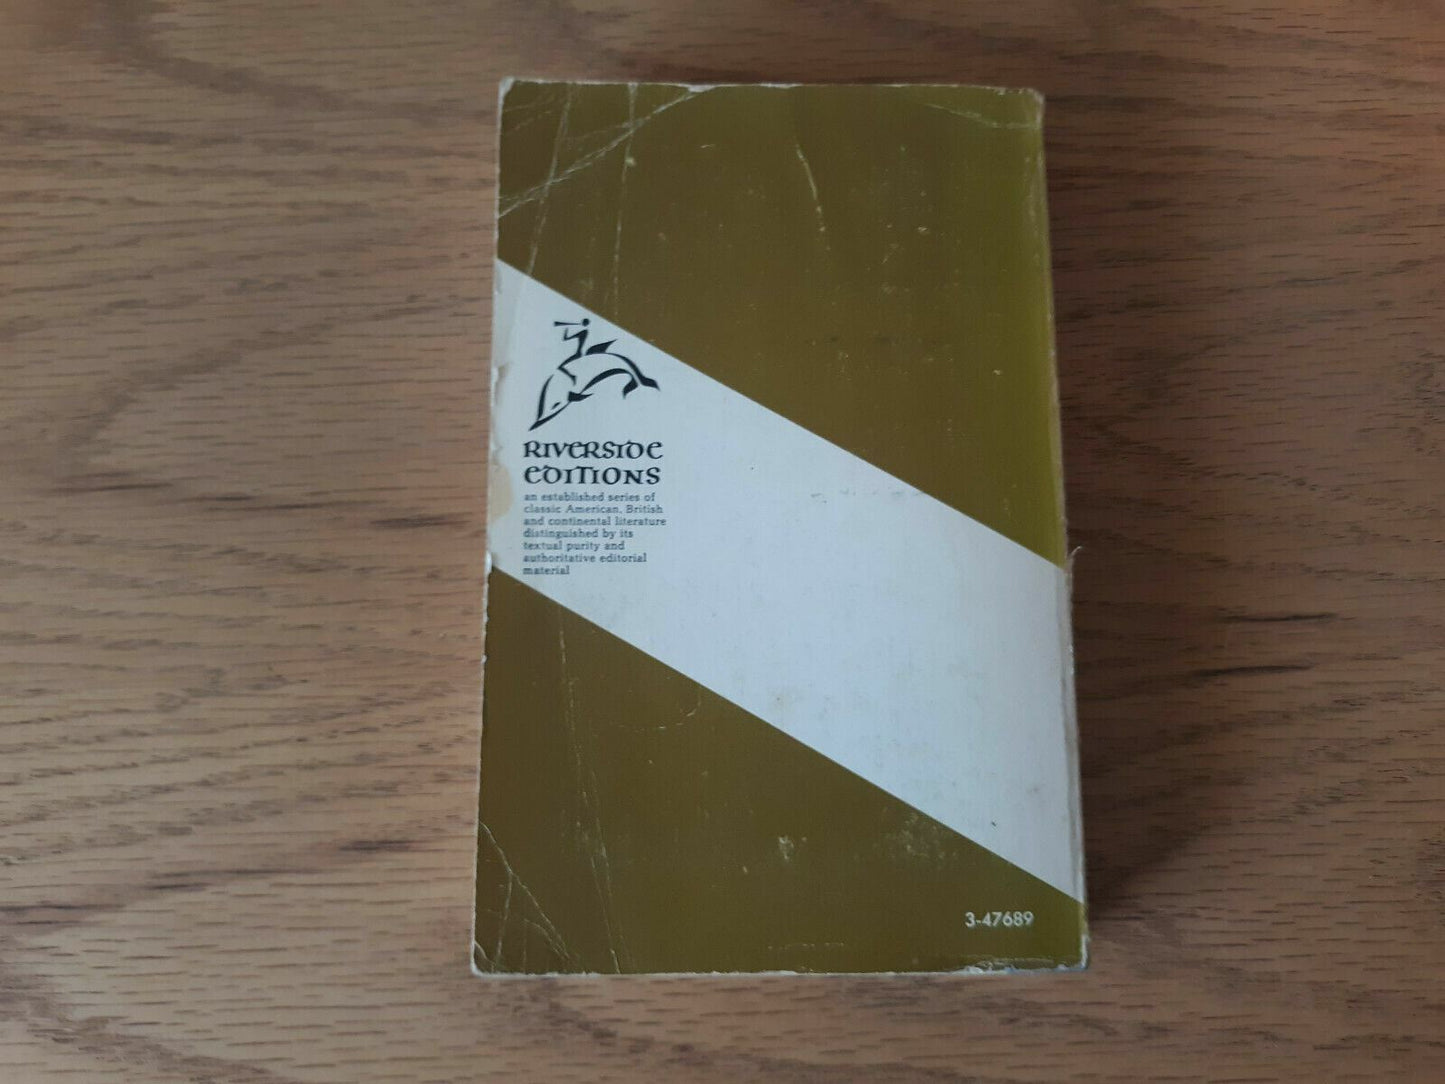 RIVERSIDE
EDITIONS
an established series of
classic American, British
and continental literature
distinguished by its
textual purity and
authoritative editorial
material
3-47689